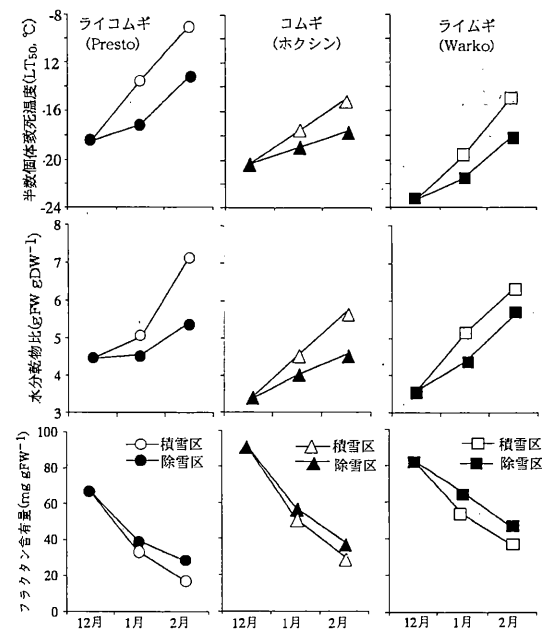 ライコムギ
(Presto)
コムギ
(ホクシン)
ライムギ
(Warko)
半数個体致死温度(LT50, ℃)
-8
-12
-16
-20
-24
水分乾物比(gFW gDW⁻¹)
8
7
6
5
4
3
フラクタン含有量(mg gFW⁻¹)
100
80
60
40
20
0
積雪区
除雪区
積雪区
除雪区
積雪区
除雪区
12月 1月 2月
12月 1月 2月
12月 1月 2月